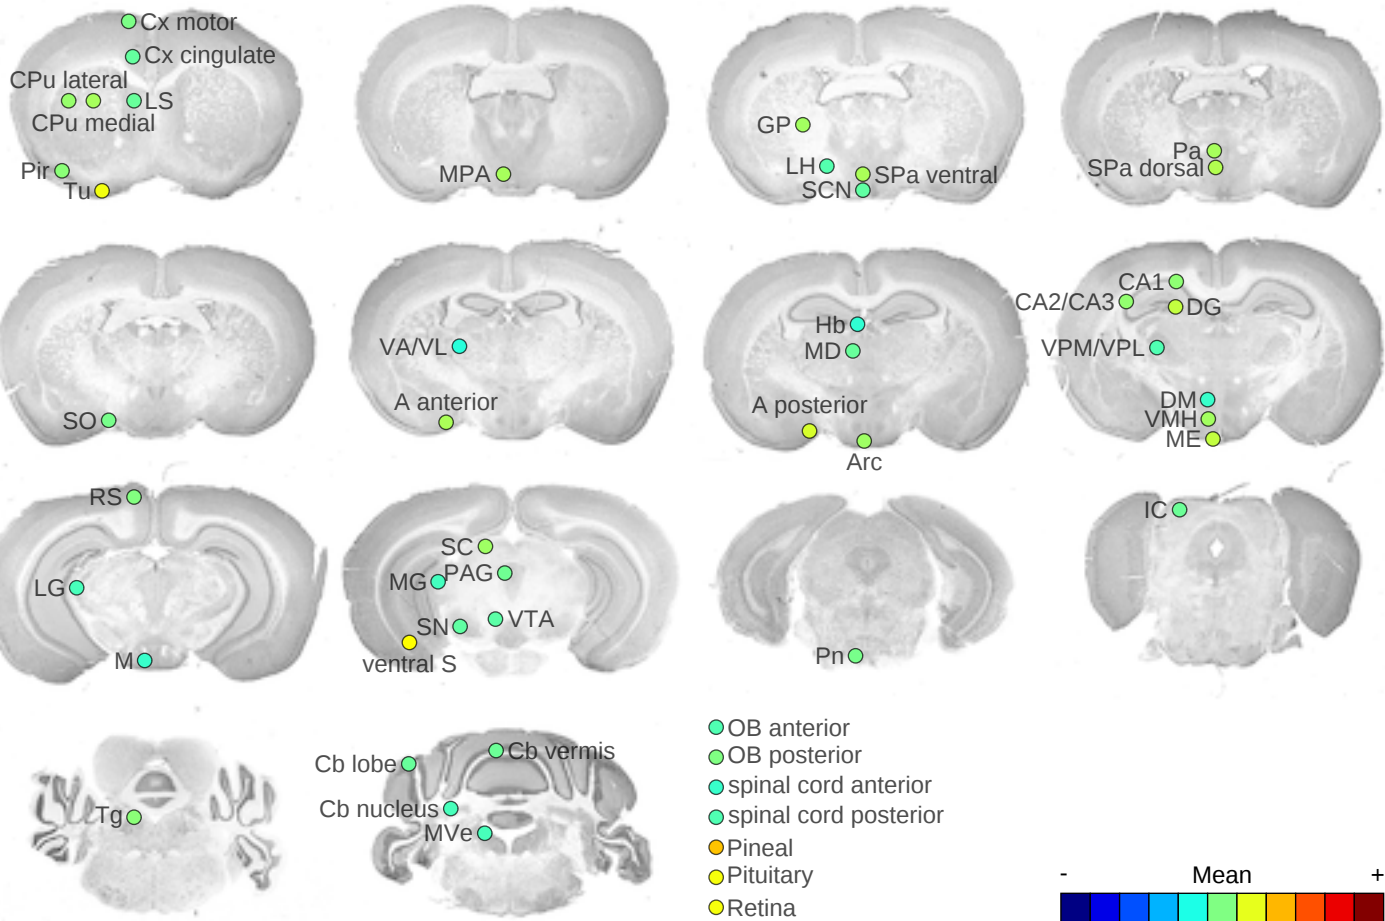 Cx motor
Cx cingulate
CPu lateral
LS
CPu medial
Pir
Tu
MPA
GP
LH
SPa ventral
SCN
Pa
SPa dorsal
SO
VA/VL
A anterior
Hb
MD
A posterior
Arc
CA1
CA2/CA3
DG
VPM/VPL
DM
VMH
ME
RS
LG
M
SC
PAG
MG
VTA
SN
ventral S
Pn
IC
Tg
Cb vermis
Cb lobe
Cb nucleus
MVe
OB anterior
OB posterior
spinal cord anterior
spinal cord posterior
Pineal
Pituitary
Retina
- Mean +